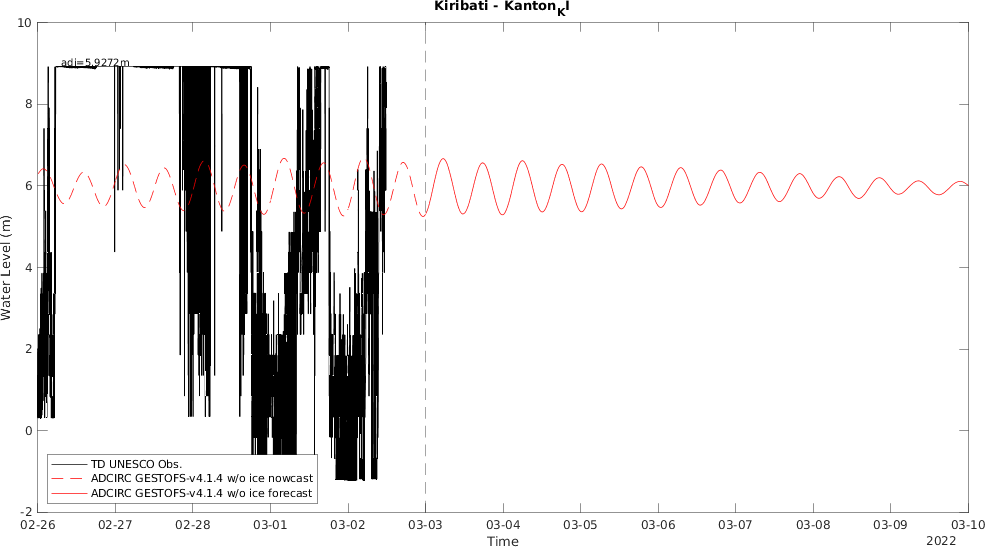 Kiribati - Kanton_KI
10
adj=5.9272m
8
6
4
2
0
-2
Water Level (m)
TD UNESCO Obs.
ADCIRC GESTOFS-v4.1.4 w/o ice nowcast
ADCIRC GESTOFS-v4.1.4 w/o ice forecast
02-26 02-27 02-28 03-01 03-02 03-03 03-04 03-05 03-06 03-07 03-08 03-09 03-10
Time
2022